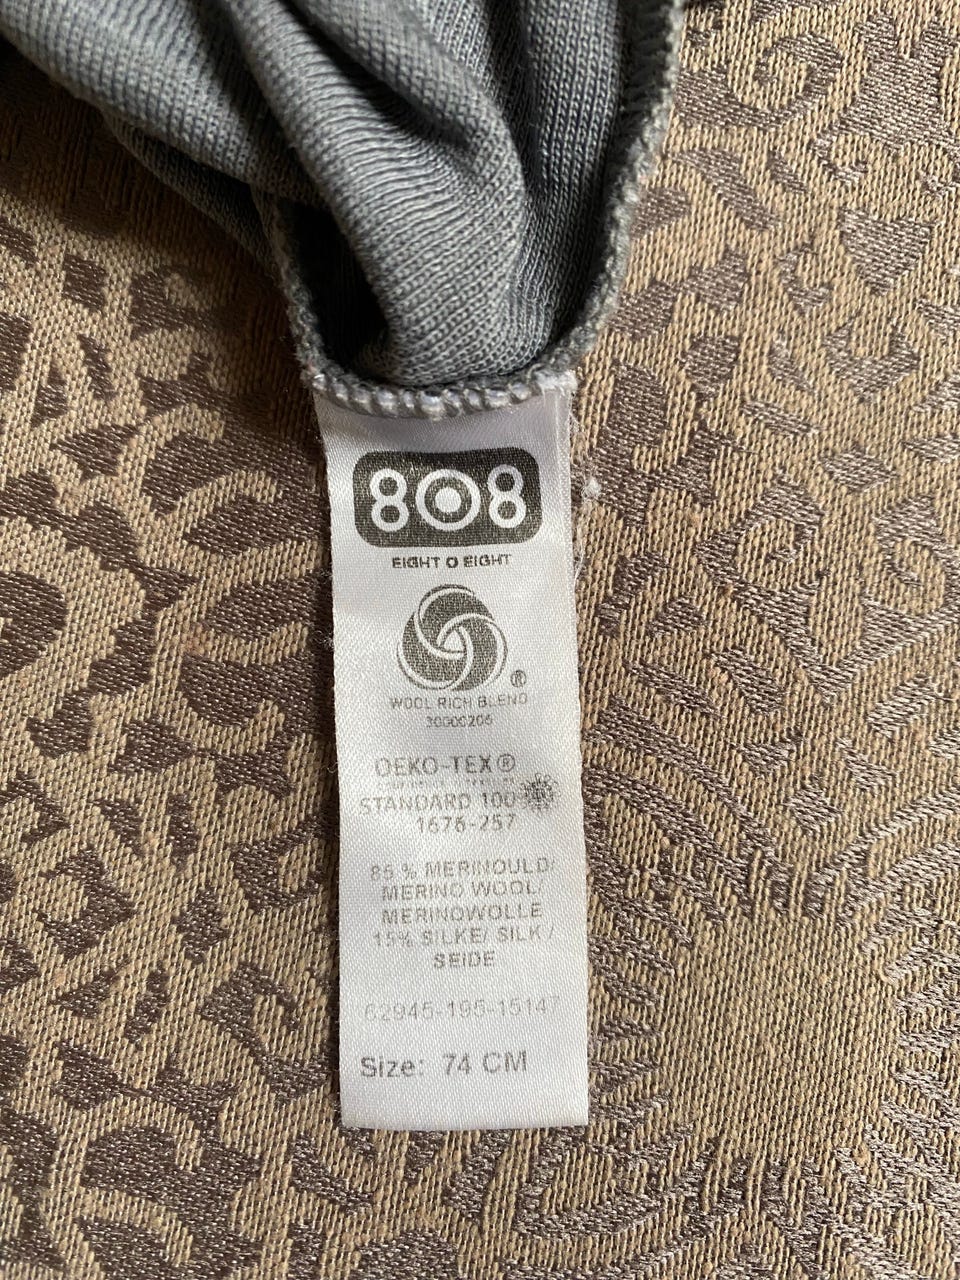 808
EIGHT O EIGHT
®
WOOL RICH BLEND
30000206
OEKO-TEX®
STANDARD 100
1676-257
85 % MERINOULD/
MERINO WOOL/
MERINOWOLLE
15% SILKE/ SILK /
SEIDE
62945-195-15147
Size: 74 CM